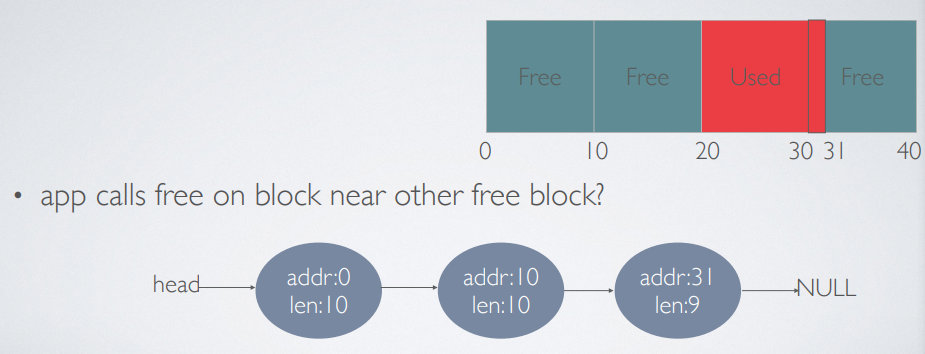 Free Free Used Free
0 10 20 30 31 40
• app calls free on block near other free block?
head addr:0 addr:10 addr:31 NULL
len:10 len:10 len:9